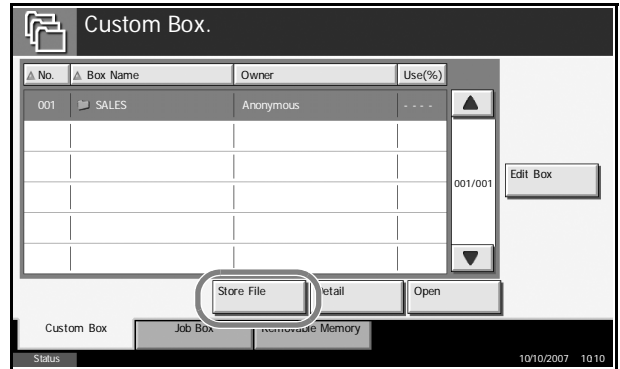 Custom Box.
No. Box Name Owner Use(%)
001 SALES Anonymous - - - -
001/001
Edit Box
Store File Detail Open
Custom Box Job Box Removable Memory
Status 10/10/2007 10:10